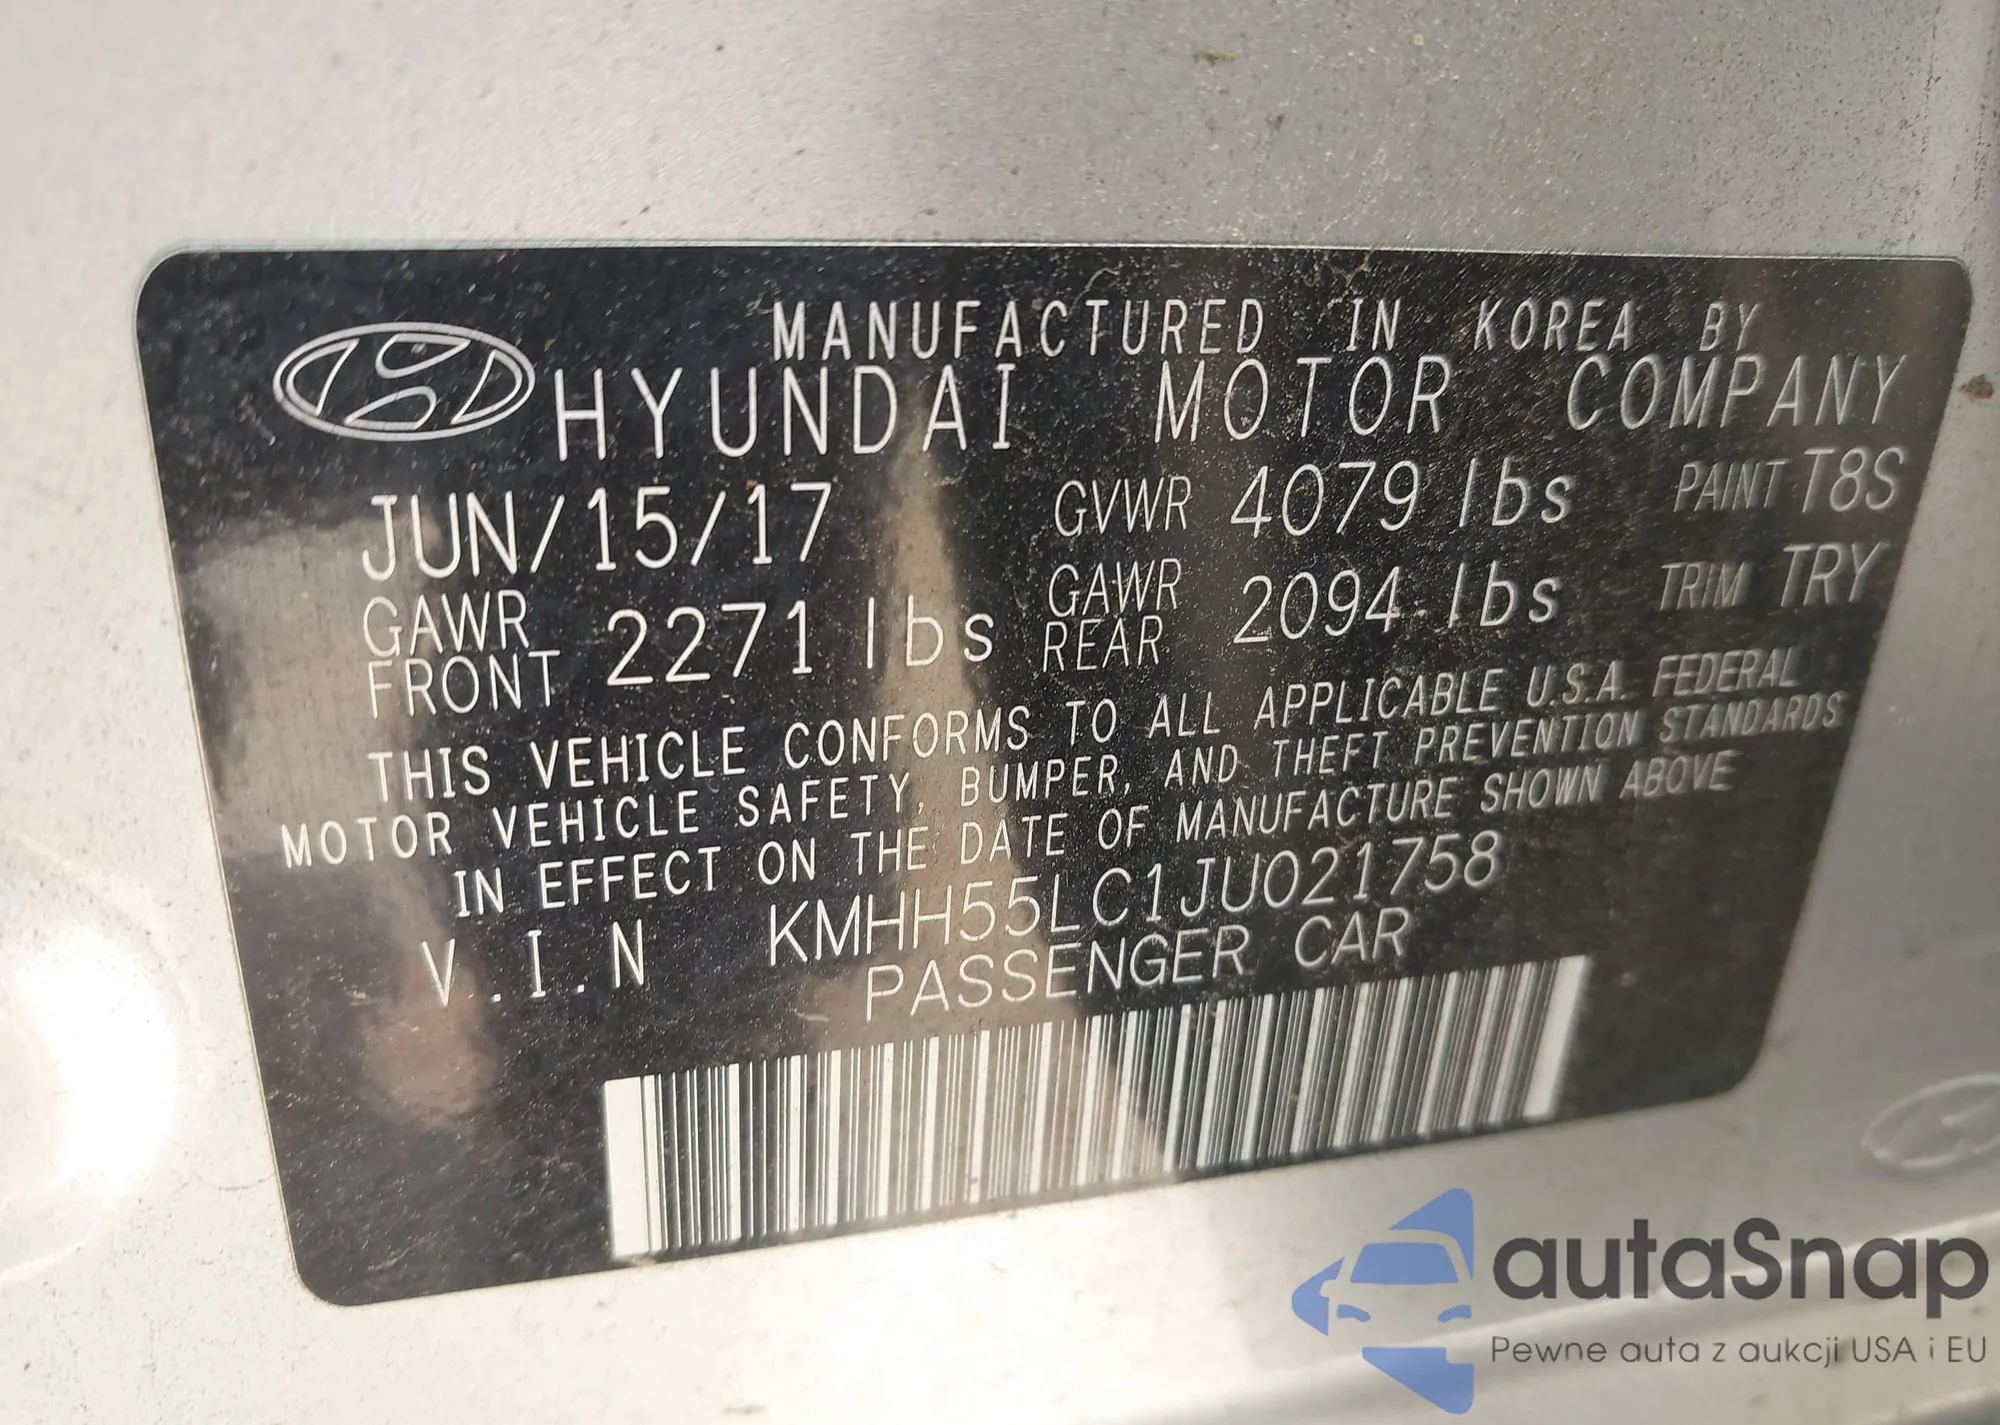 MANUFACTURED IN KOREA BY
HYUNDAI MOTOR COMPANY
JUN/15/17 GVWR 4079 lbs PAINT T8S
GAWR FRONT 2271 lbs GAWR REAR 2094 lbs TRIM TRY
THIS VEHICLE CONFORMS TO ALL APPLICABLE U.S.A. FEDERAL
MOTOR VEHICLE SAFETY, BUMPER, AND THEFT PREVENTION STANDARDS
IN EFFECT ON THE DATE OF MANUFACTURE SHOWN ABOVE
V.I.N KMHH55LC1JU021758
PASSENGER CAR
autaSnap
Pewne auta z aukcji USA i EU